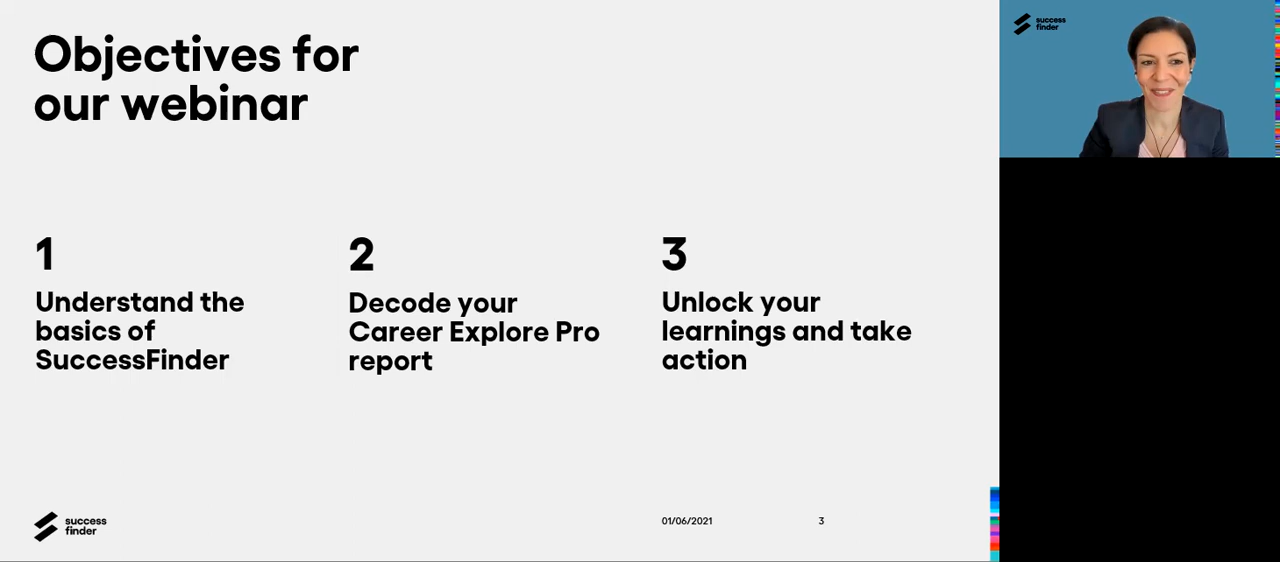 Objectives for
our webinar
1
Understand the
basics of
SuccessFinder
2
Decode your
Career Explore Pro
report
3
Unlock your
learnings and take
action
success
finder
01/06/2021
3
success
finder